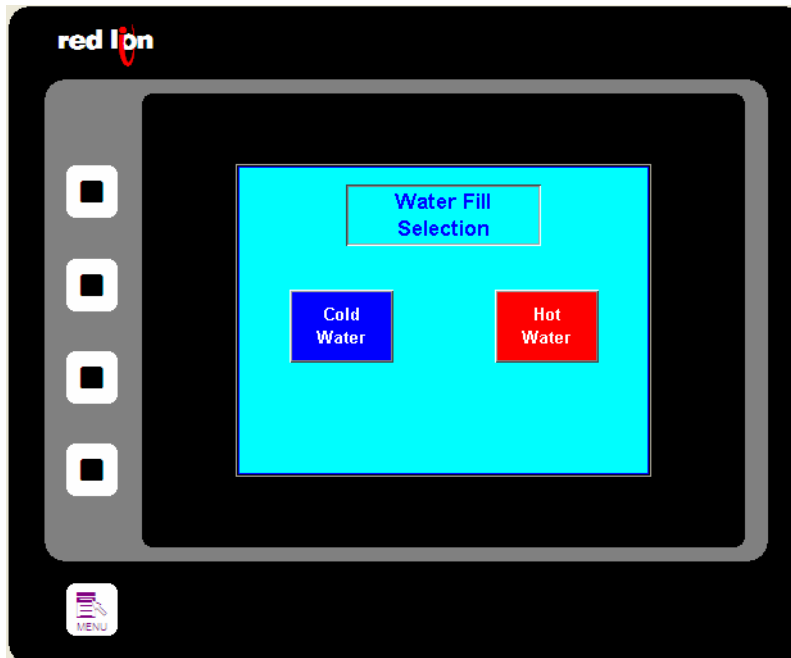 red lion
Water Fill
Selection
Cold
Water
Hot
Water
MENU